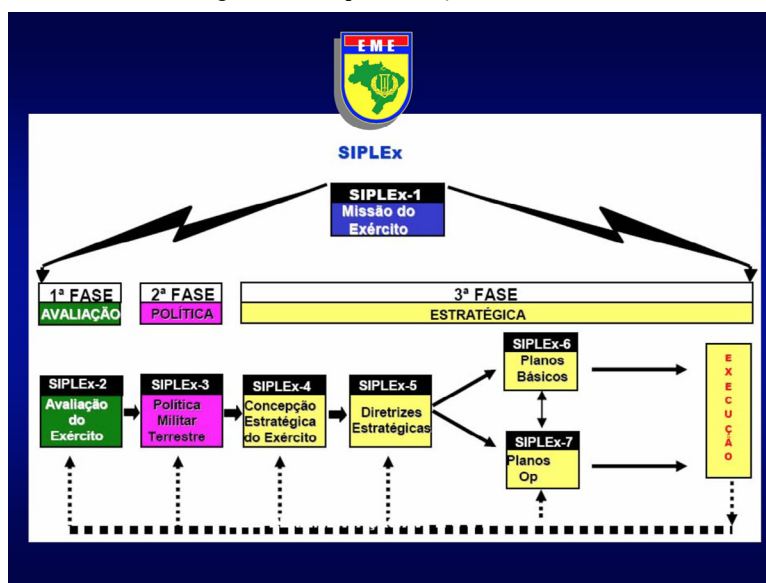 EME
SIPLEx
SIPLEx-1
Missão do
Exército
1ª FASE
AVALIAÇÃO
2ª FASE
POLÍTICA
3ª FASE
ESTRATÉGICA
SIPLEx-2
Avaliação
do
Exército
SIPLEx-3
Política
Militar
Terrestre
SIPLEx-4
Concepção
Estratégica
do Exército
SIPLEx-5
Diretrizes
Estratégicas
SIPLEx-6
Planos
Básicos
SIPLEx-7
Planos
Op
EXECUÇÃO